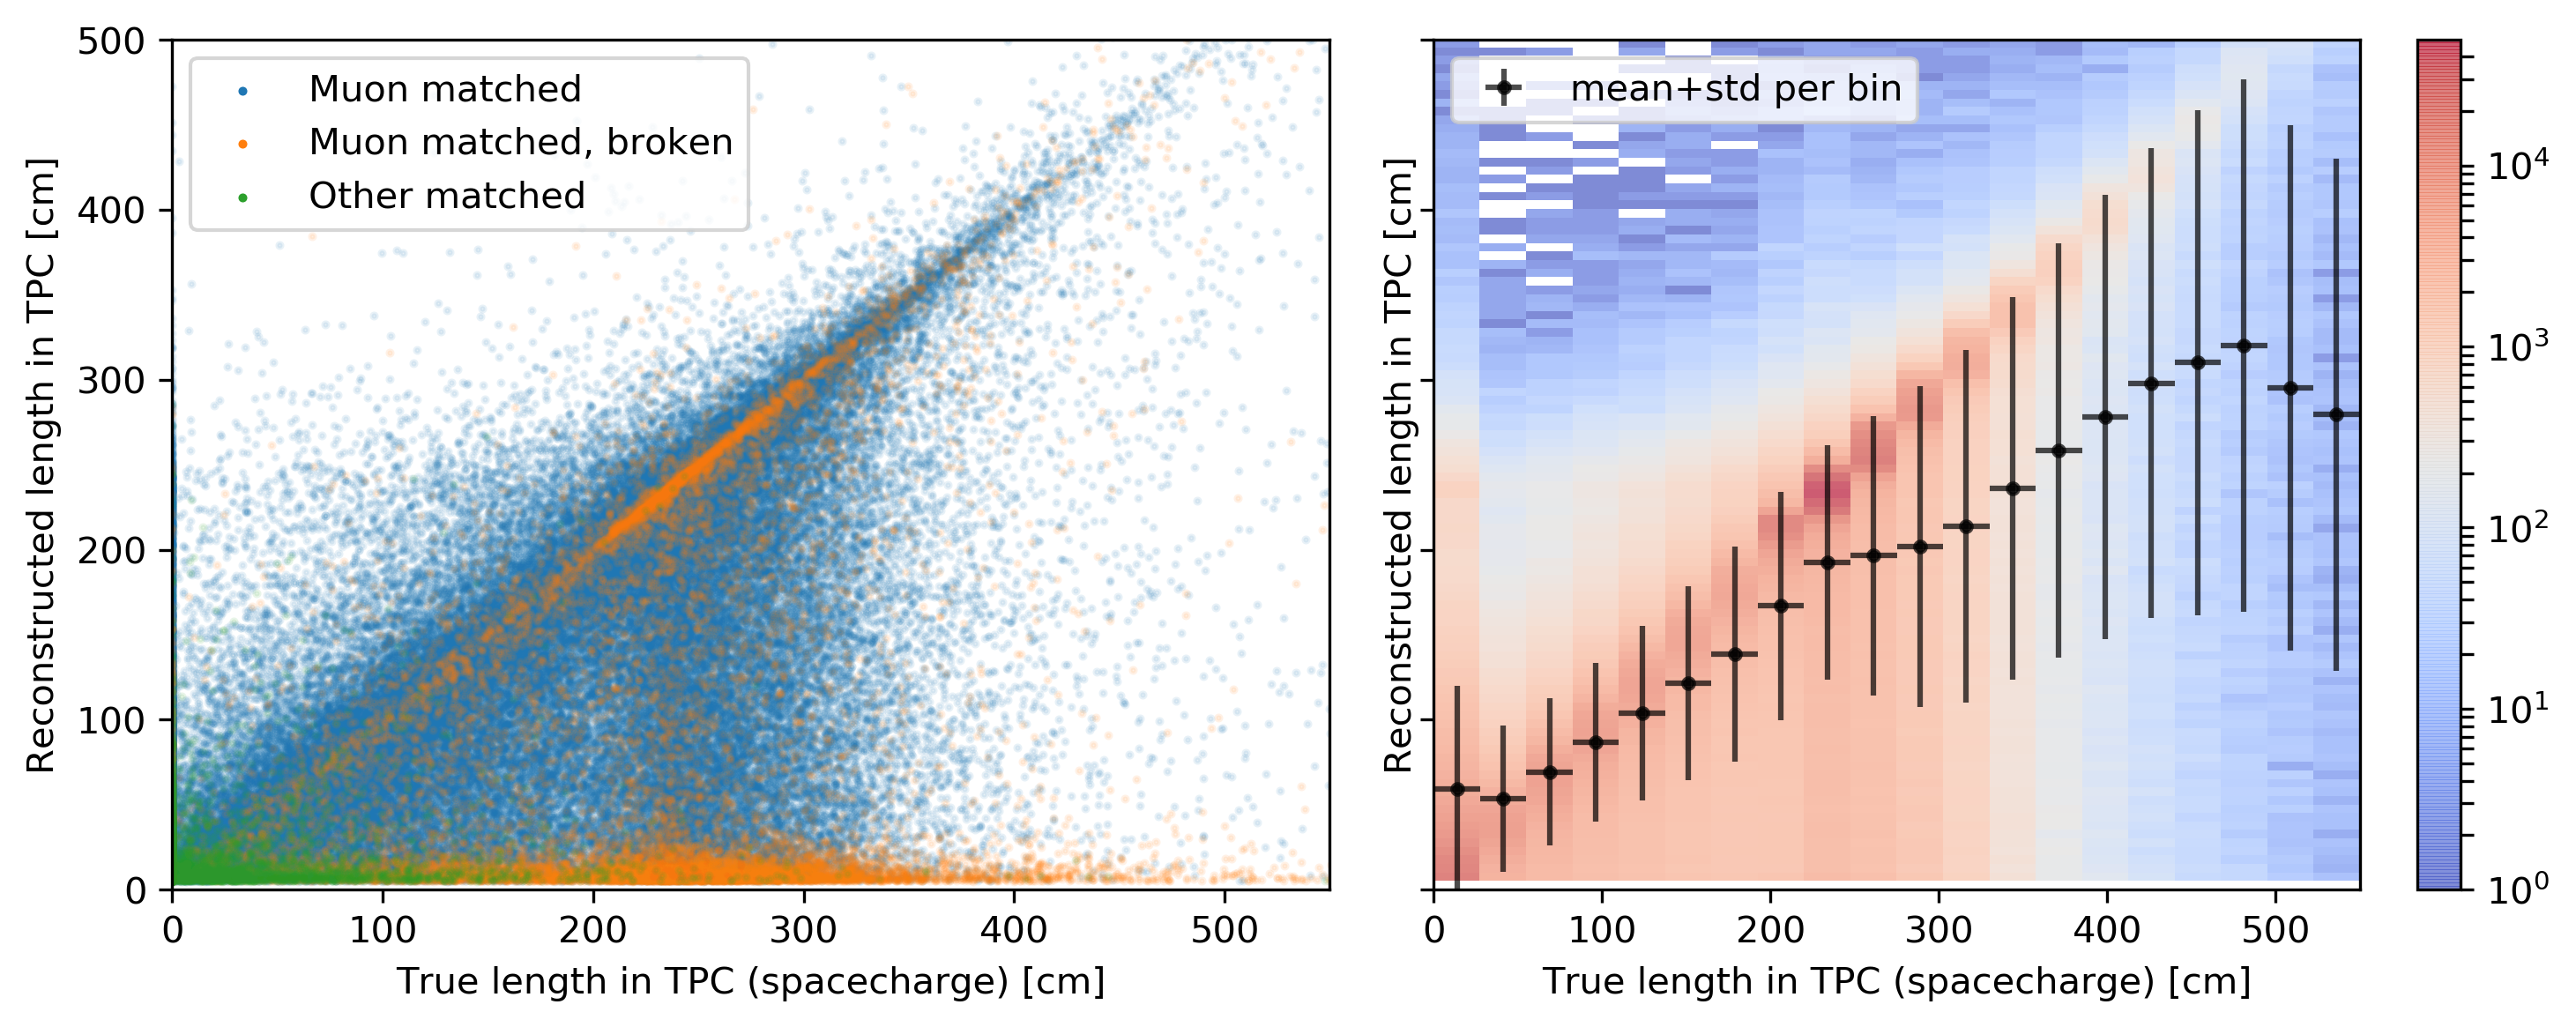 Muon matched
Muon matched, broken
Other matched
Reconstructed length in TPC [cm]
500
400
300
200
100
0
0 100 200 300 400 500
True length in TPC (spacecharge) [cm]
mean+std per bin
Reconstructed length in TPC [cm]
0 100 200 300 400 500
True length in TPC (spacecharge) [cm]
10⁴
10³
10²
10¹
10⁰